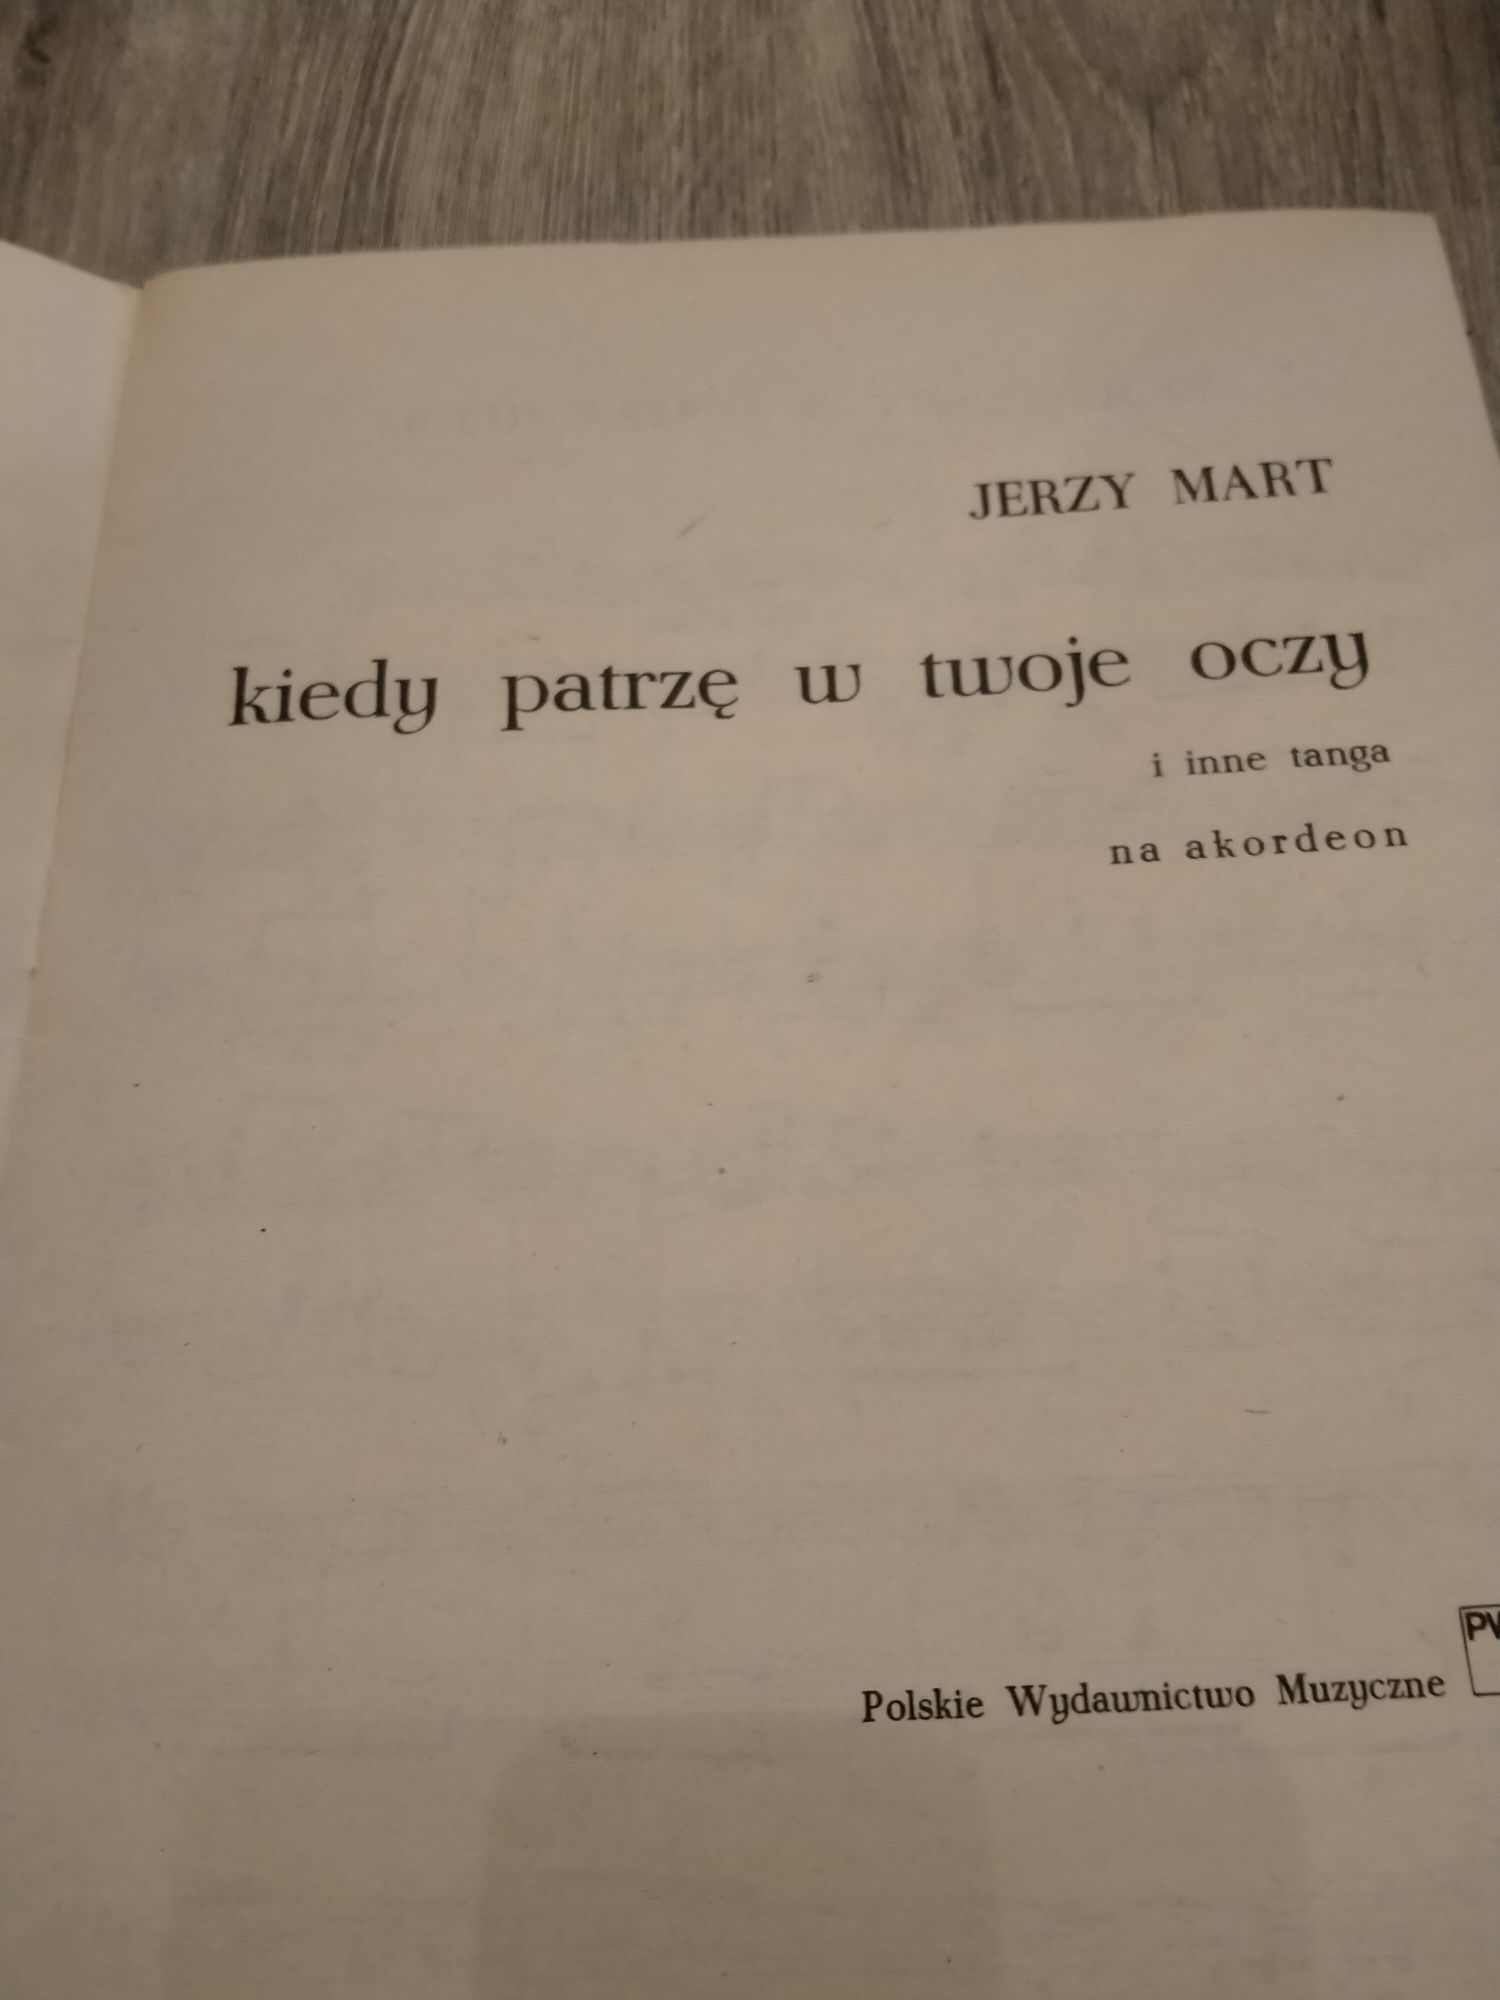 JERZY MART
kiedy patrzę w twoje oczy
i inne tanga
na akordeon
Polskie Wydawnictwo Muzyczne